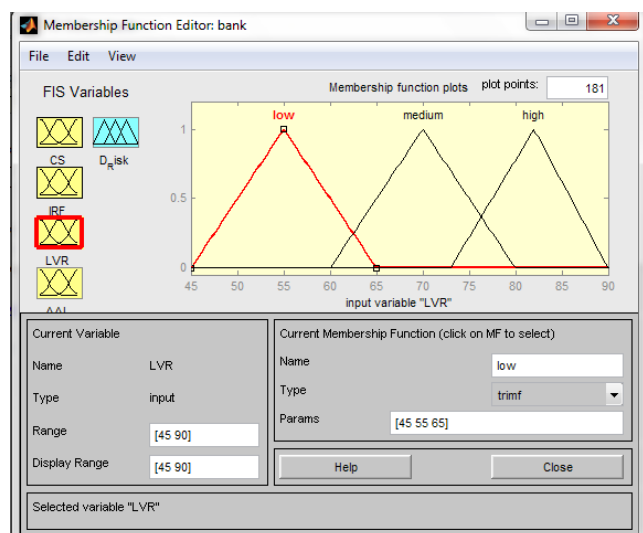 Membership Function Editor: bank
File Edit View
FIS Variables
Membership function plots plot points: 181
low medium high
CS D_Risk
IRF
LVR
AAI
1
0.5
0
45 50 55 60 65 70 75 80 85 90
input variable "LVR"
Current Variable
Name LVR
Type input
Range [45 90]
Display Range [45 90]
Current Membership Function (click on MF to select)
Name low
Type trimf
Params [45 55 65]
Help Close
Selected variable "LVR"